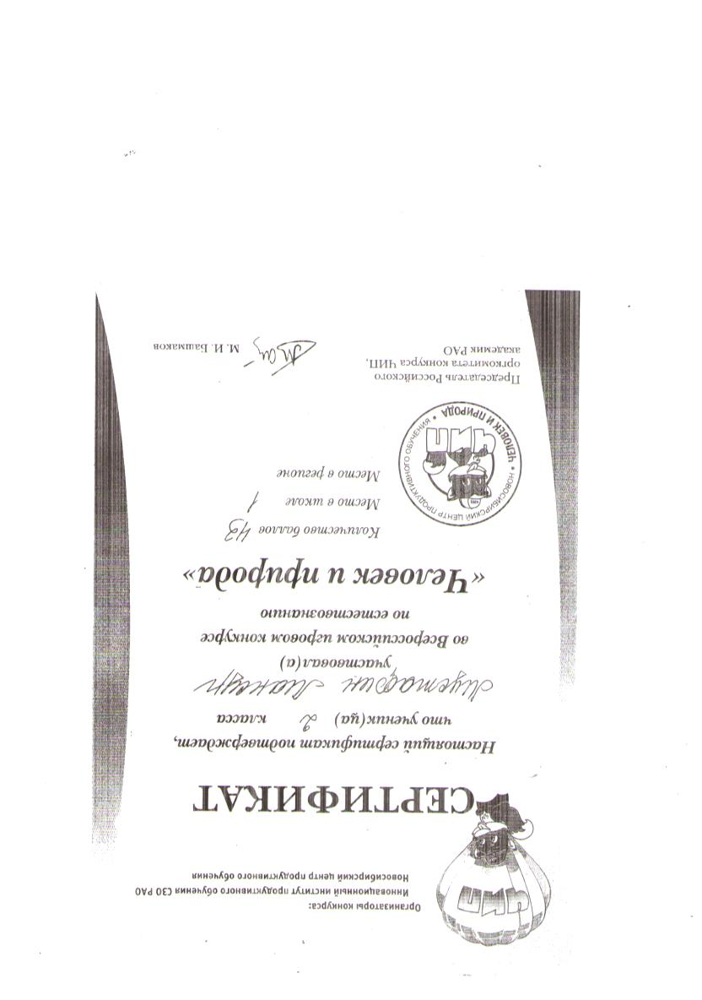 Организаторы конкурса:
Инновационный институт продуктивного обучения СЗО РАО
Новосибирский центр продуктивного обучения
ЧИП
СЕРТИФИКАТ
Настоящий сертификат подтверждает,
что ученик(ца) 2 класса
Мустафин
участвовал(а)
во Всероссийском игровом конкурсе
по естествознанию
«Человек и природа»
Количество баллов 43
Место в школе 1
Место в регионе
• НОВОСИБИРСКИЙ ЦЕНТР ПРОДУКТИВНОГО ОБУЧЕНИЯ •
ЧЕЛОВЕК И ПРИРОДА
ЧИП
Председатель Российского
оргкомитета конкурса ЧИП,
академик РАО
М. И. Башмаков